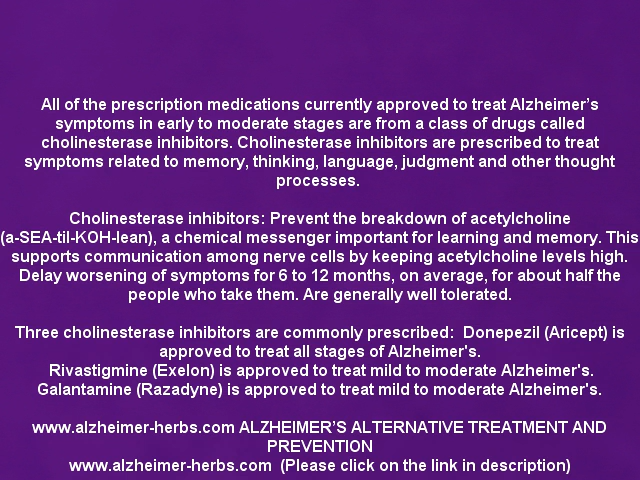 All of the prescription medications currently approved to treat Alzheimer’s
symptoms in early to moderate stages are from a class of drugs called
cholinesterase inhibitors. Cholinesterase inhibitors are prescribed to treat
symptoms related to memory, thinking, language, judgment and other thought
processes.
Cholinesterase inhibitors: Prevent the breakdown of acetylcholine
(a-SEA-til-KOH-lean), a chemical messenger important for learning and memory. This
supports communication among nerve cells by keeping acetylcholine levels high.
Delay worsening of symptoms for 6 to 12 months, on average, for about half the
people who take them. Are generally well tolerated.
Three cholinesterase inhibitors are commonly prescribed:  Donepezil (Aricept) is
approved to treat all stages of Alzheimer's.
Rivastigmine (Exelon) is approved to treat mild to moderate Alzheimer's.
Galantamine (Razadyne) is approved to treat mild to moderate Alzheimer's.
www.alzheimer-herbs.com ALZHEIMER’S ALTERNATIVE TREATMENT AND
PREVENTION
www.alzheimer-herbs.com  (Please click on the link in description)